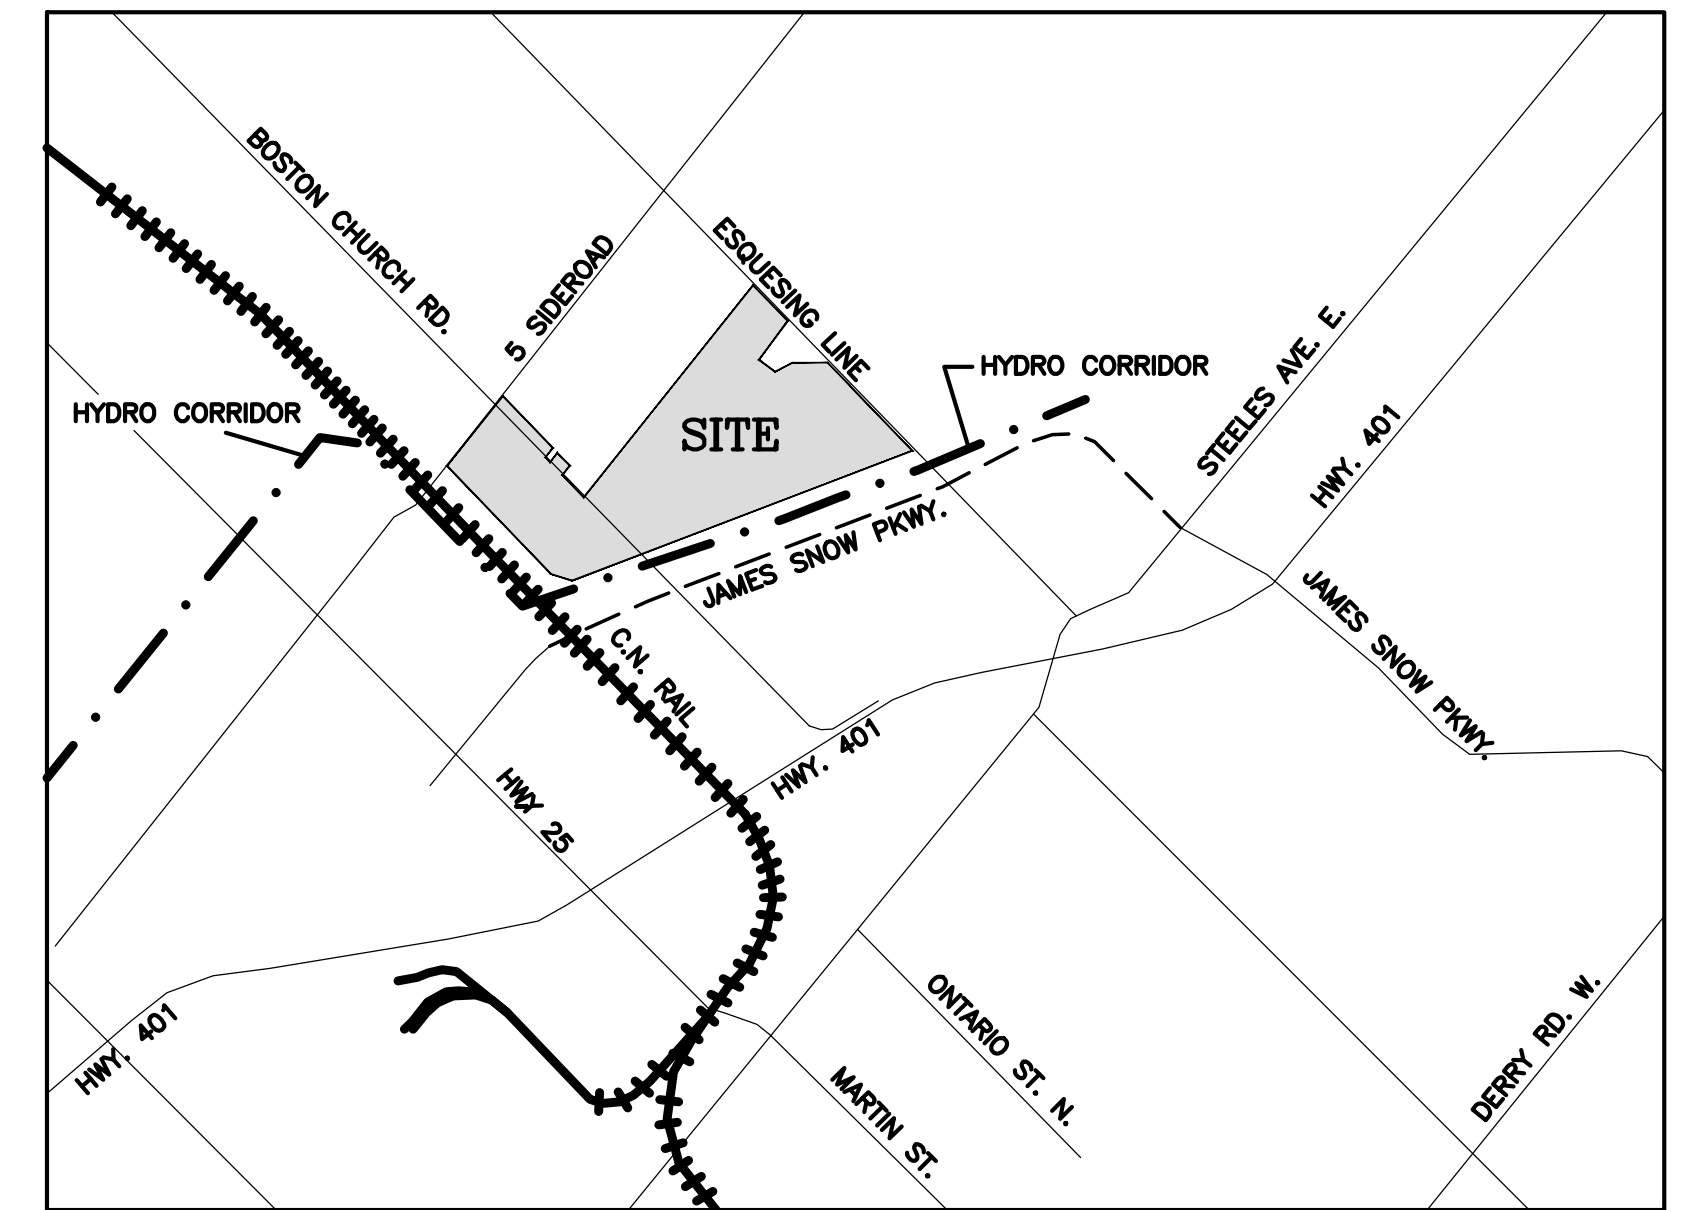 BOSTON CHURCH RD.
5 SIDEROAD
ESQUESING LINE
HYDRO CORRIDOR
STEELES AVE. E.
HWY. 401
HYDRO CORRIDOR
SITE
JAMES SNOW PKWY.
JAMES SNOW PKWY.
C.N. RAIL
HWY. 401
HWY 25
HWY. 401
ONTARIO ST. N.
MARTIN ST.
DERRY RD. W.